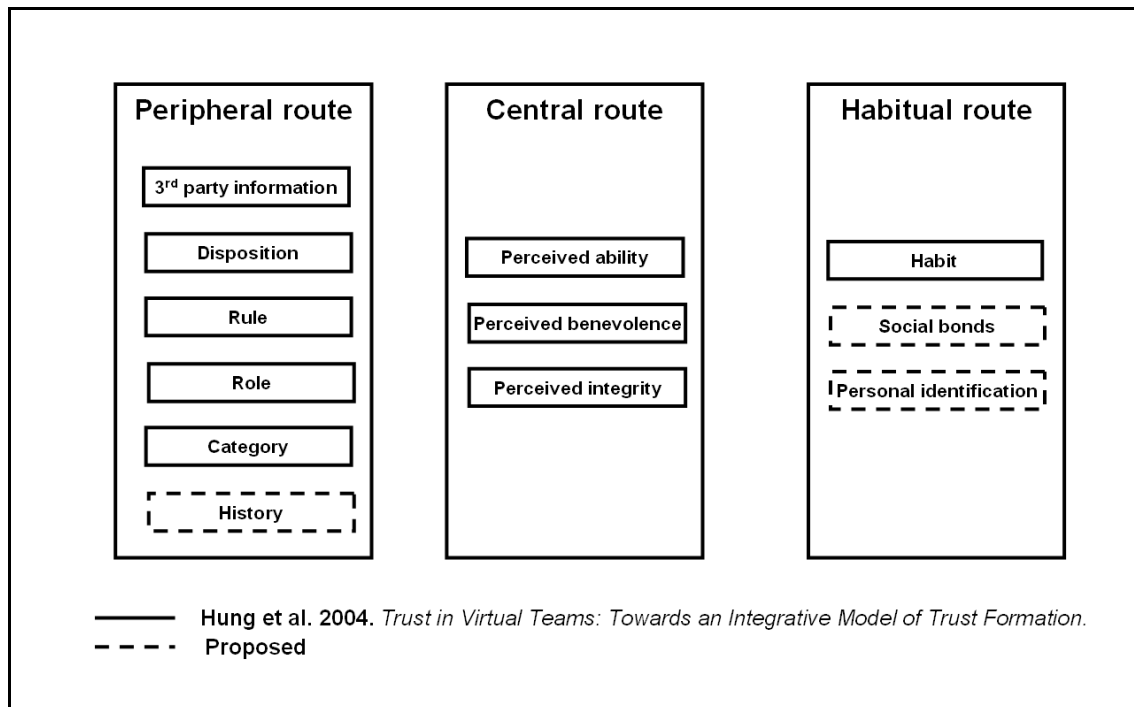 Peripheral route
3rd party information
Disposition
Rule
Role
Category
History
Central route
Perceived ability
Perceived benevolence
Perceived integrity
Habitual route
Habit
Social bonds
Personal identification
Hung et al. 2004. Trust in Virtual Teams: Towards an Integrative Model of Trust Formation.
Proposed